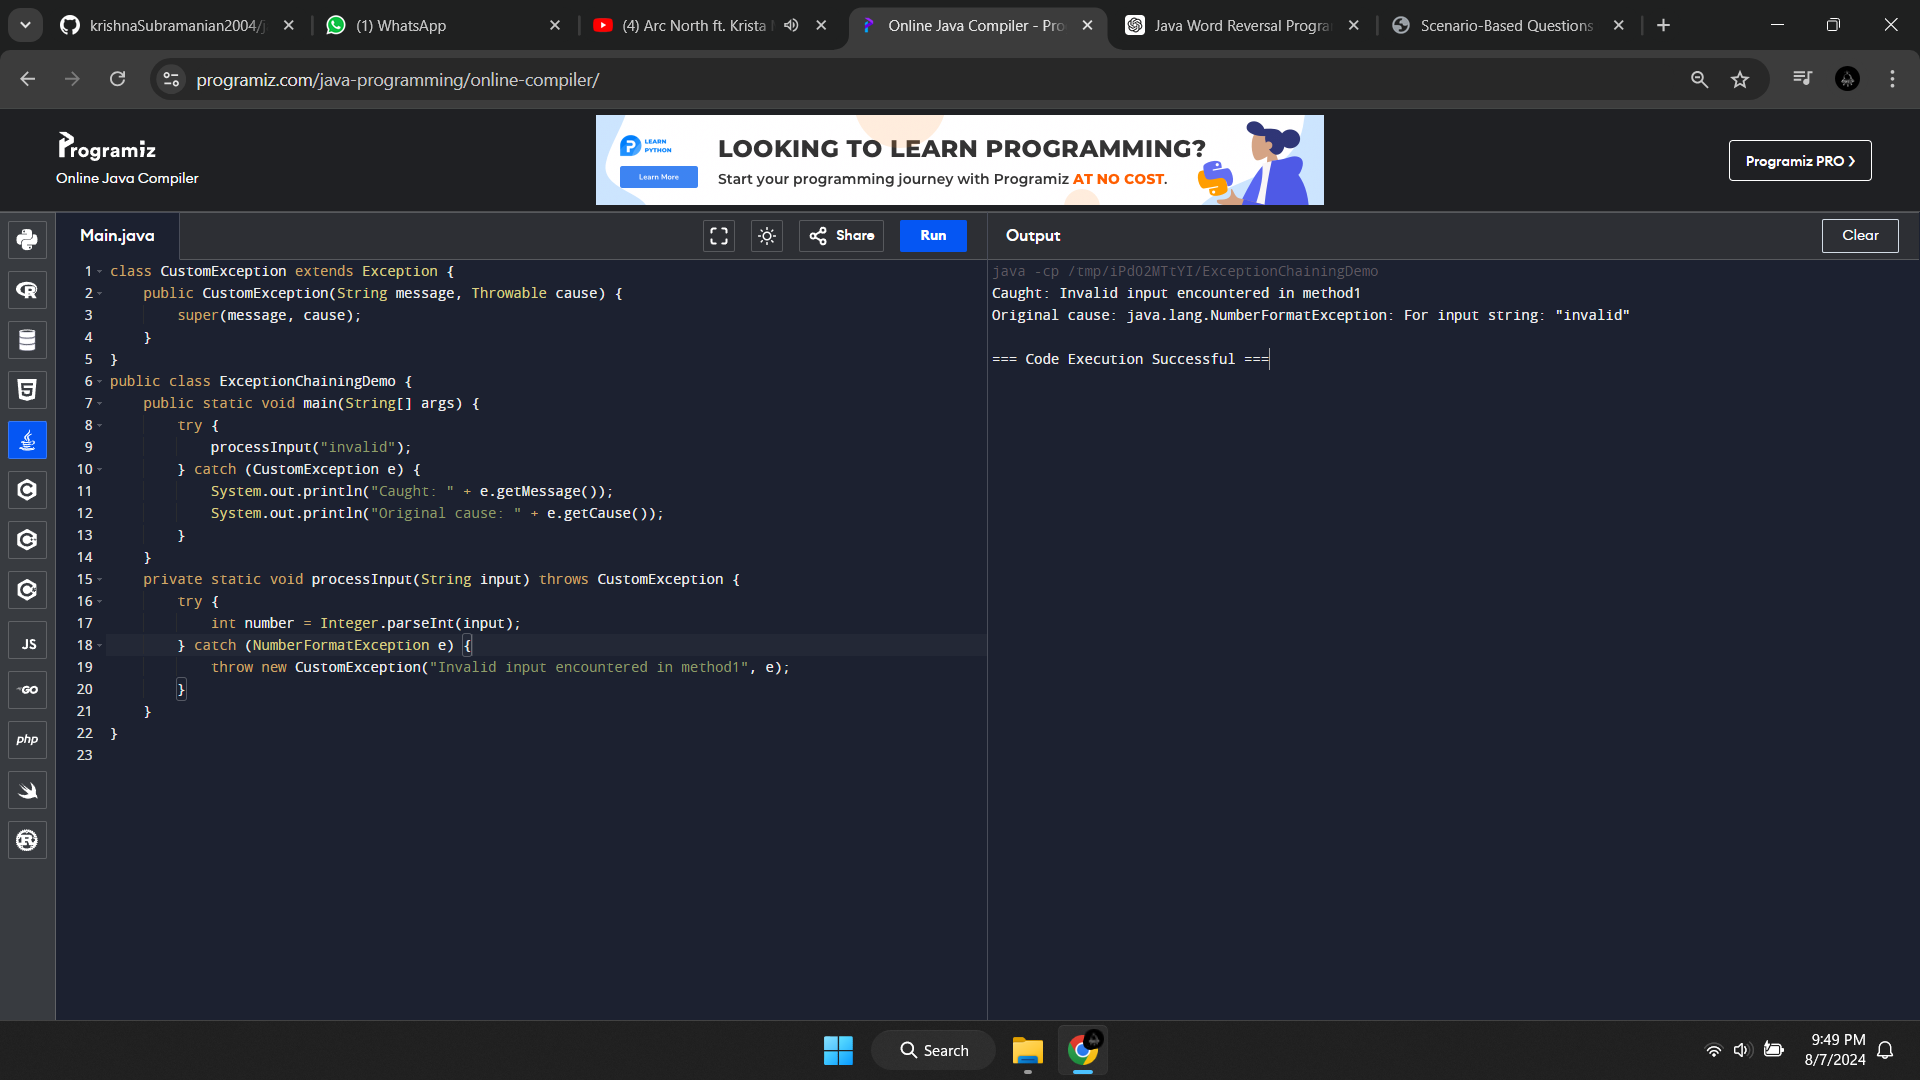 krishnaSubramanian2004/j
(1) WhatsApp
(4) Arc North ft. Krista
Online Java Compiler - Pro
Java Word Reversal Progra
Scenario-Based Questions
programiz.com/java-programming/online-compiler/
Programiz
Online Java Compiler
LEARN
PYTHON
Learn More
LOOKING TO LEARN PROGRAMMING?
Start your programming journey with Programiz AT NO COST.
Programiz PRO
Main.java
Share
Run
Output
Clear
1 class CustomException extends Exception {
2     public CustomException(String message, Throwable cause) {
3         super(message, cause);
4     }
5 }
6 public class ExceptionChainingDemo {
7     public static void main(String[] args) {
8         try {
9             processInput("invalid");
10         } catch (CustomException e) {
11             System.out.println("Caught: " + e.getMessage());
12             System.out.println("Original cause: " + e.getCause());
13         }
14     }
15     private static void processInput(String input) throws CustomException {
16         try {
17             int number = Integer.parseInt(input);
18         } catch (NumberFormatException e) {
19             throw new CustomException("Invalid input encountered in method1", e);
20         }
21     }
22 }
23
java -cp /tmp/iPdO2MTtYI/ExceptionChainingDemo
Caught: Invalid input encountered in method1
Original cause: java.lang.NumberFormatException: For input string: "invalid"
=== Code Execution Successful ===
JS
GO
php
Search
9:49 PM
8/7/2024